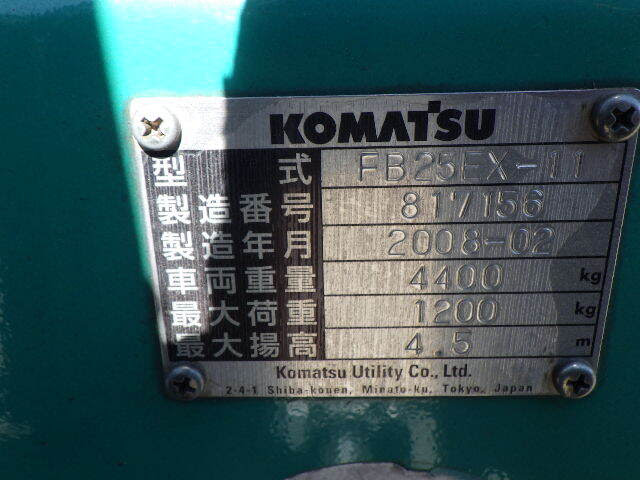 KOMATSU
型式 FB25EX-11
製造番号 817156
製造年月 2008-02
車両重量 4400 kg
最大荷重 1200 kg
最大揚高 4.5 m
Komatsu Utility Co., Ltd.
2-4-1 Shiba-kouen, Minato-ku, Tokyo, Japan